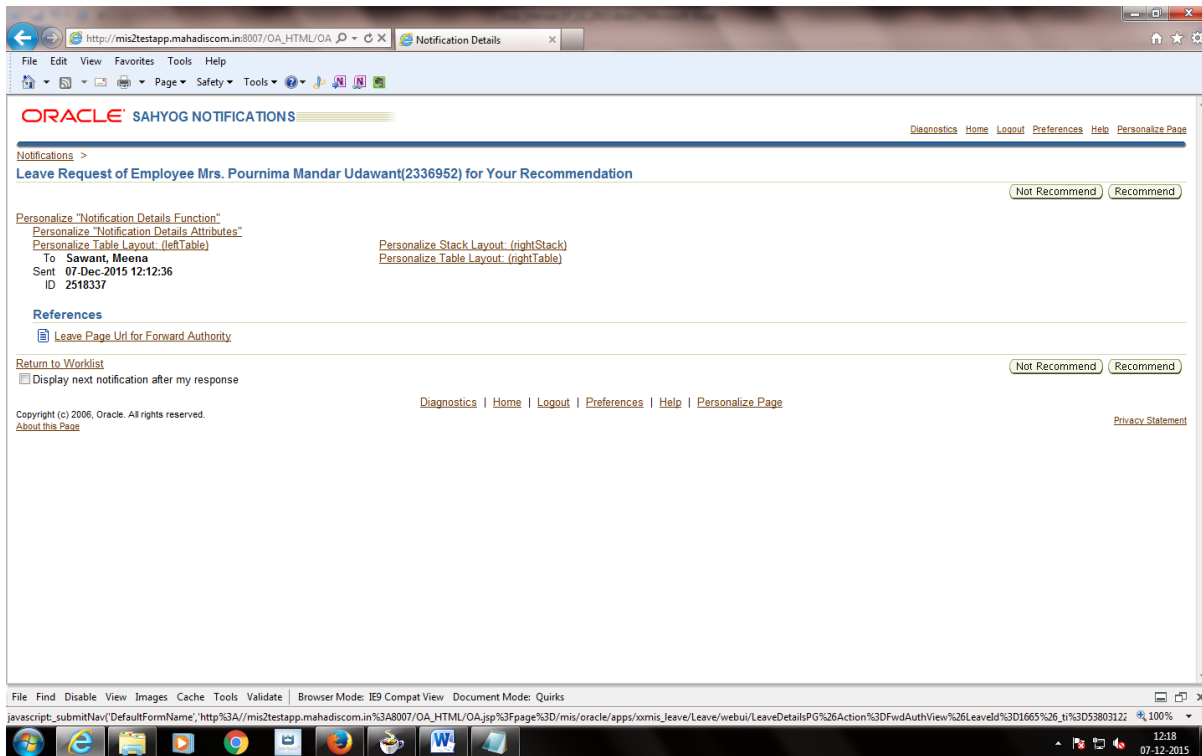 http://mis2testapp.mahadiscom.in:8007/OA_HTML/OA
Notification Details
File Edit View Favorites Tools Help
Page Safety Tools
ORACLE SAHYOG NOTIFICATIONS
Diagnostics Home Logout Preferences Help Personalize Page
Notifications >
Leave Request of Employee Mrs. Pournima Mandar Udawant(2336952) for Your Recommendation
Not Recommend Recommend
Personalize "Notification Details Function"
Personalize "Notification Details Attributes"
Personalize Table Layout: (leftTable) Personalize Stack Layout: (rightStack)
To Sawant, Meena Personalize Table Layout: (rightTable)
Sent 07-Dec-2015 12:12:36
ID 2518337
References
Leave Page Url for Forward Authority
Return to Worklist Not Recommend Recommend
Display next notification after my response
Diagnostics | Home | Logout | Preferences | Help | Personalize Page
Copyright (c) 2006, Oracle. All rights reserved.
About this Page Privacy Statement
File Find Disable View Images Cache Tools Validate | Browser Mode: IE9 Compat View Document Mode: Quirks
javascript:_submitNav('DefaultFormName','http%3A//mis2testapp.mahadiscom.in%3A8007/OA_HTML/OA.jsp%3Fpage%3D/mis/oracle/apps/xxmis_leave/Leave/webui/LeaveDetailsPG%26Action%3DFwdAuthView%26LeaveId%3D1665%26_ti%3D53803122 100%
12:18
07-12-2015